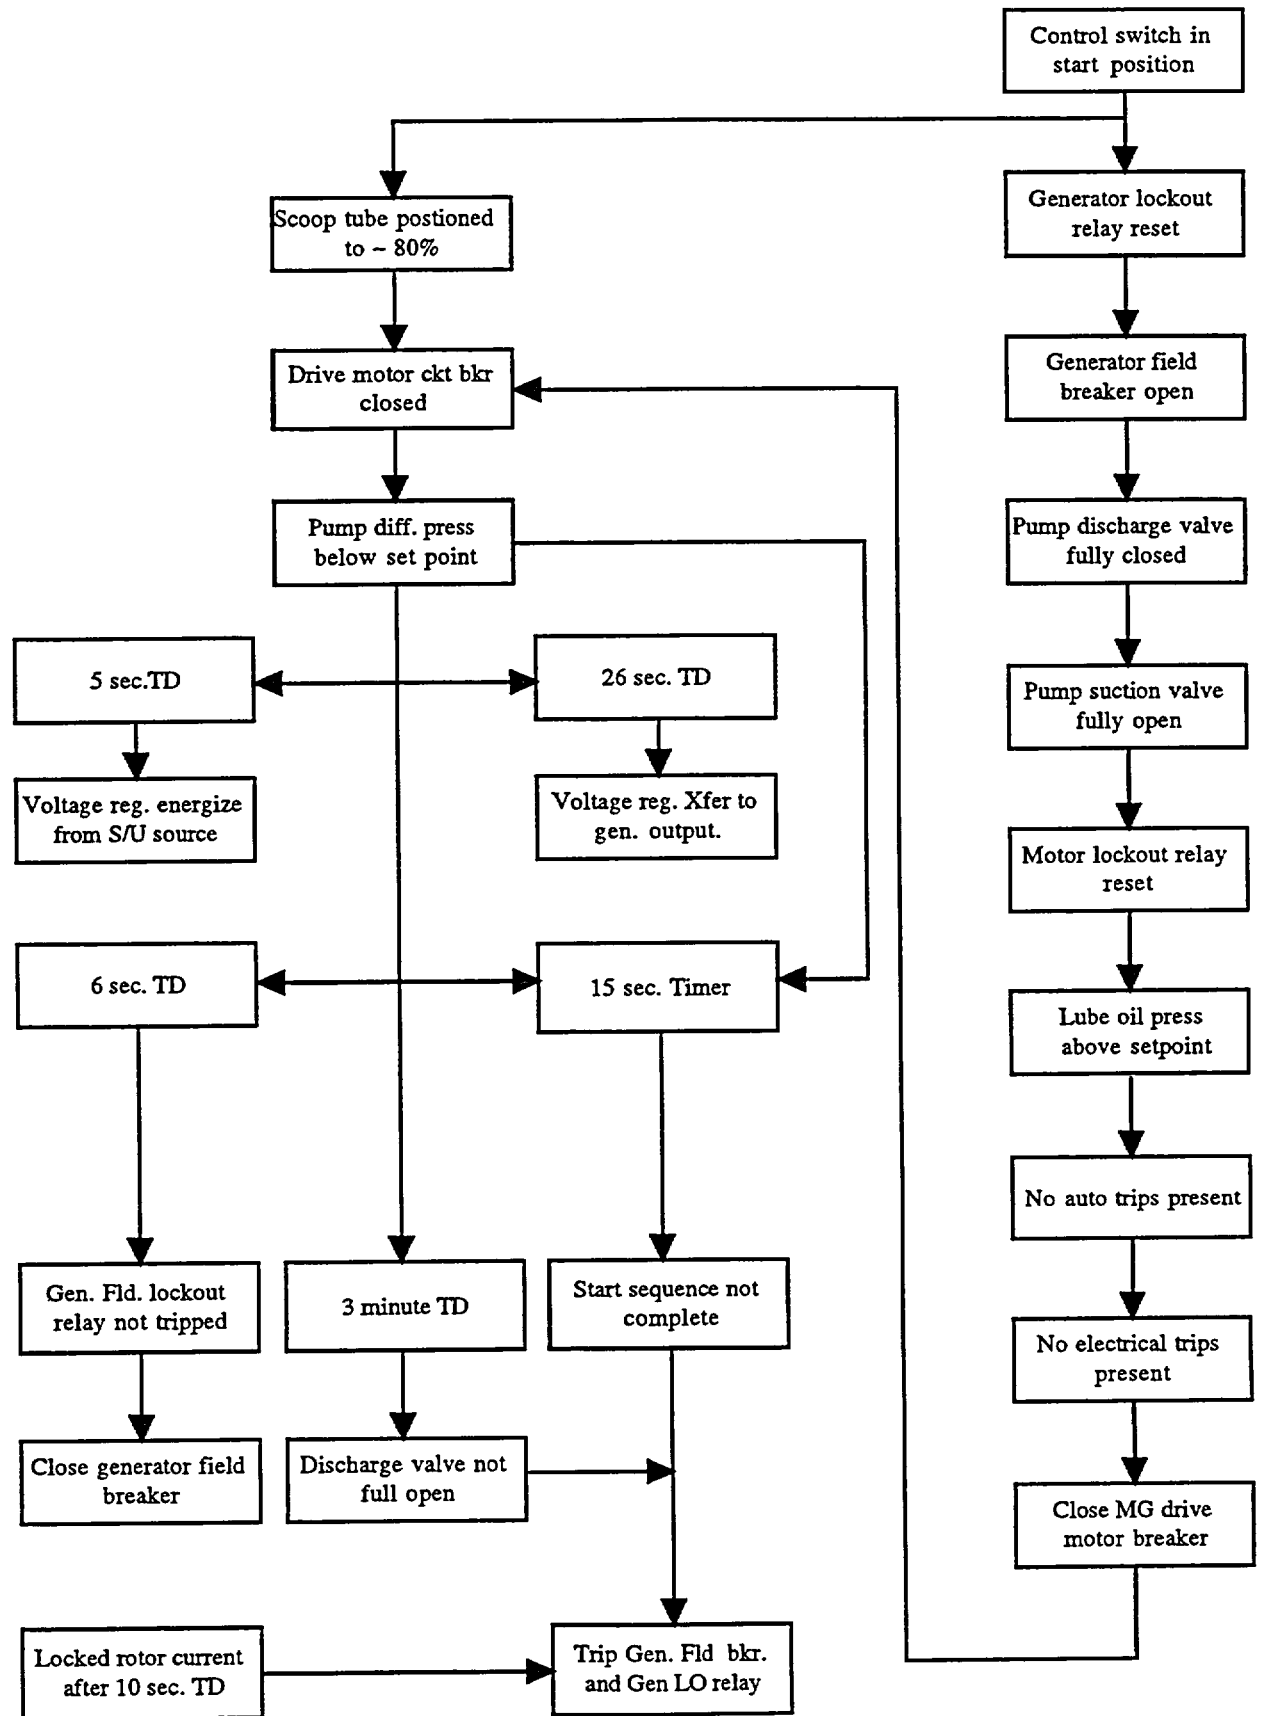 Control switch in
start position
Scoop tube postioned
to ~ 80%
Generator lockout
relay reset
Drive motor ckt bkr
closed
Generator field
breaker open
Pump diff. press
below set point
Pump discharge valve
fully closed
5 sec.TD
26 sec. TD
Pump suction valve
fully open
Voltage reg. energize
from S/U source
Voltage reg. Xfer to
gen. output.
Motor lockout relay
reset
6 sec. TD
15 sec. Timer
Lube oil press
above setpoint
No auto trips present
Gen. Fld. lockout
relay not tripped
3 minute TD
Start sequence not
complete
No electrical trips
present
Close generator field
breaker
Discharge valve not
full open
Close MG drive
motor breaker
Locked rotor current
after 10 sec. TD
Trip Gen. Fld bkr.
and Gen LO relay